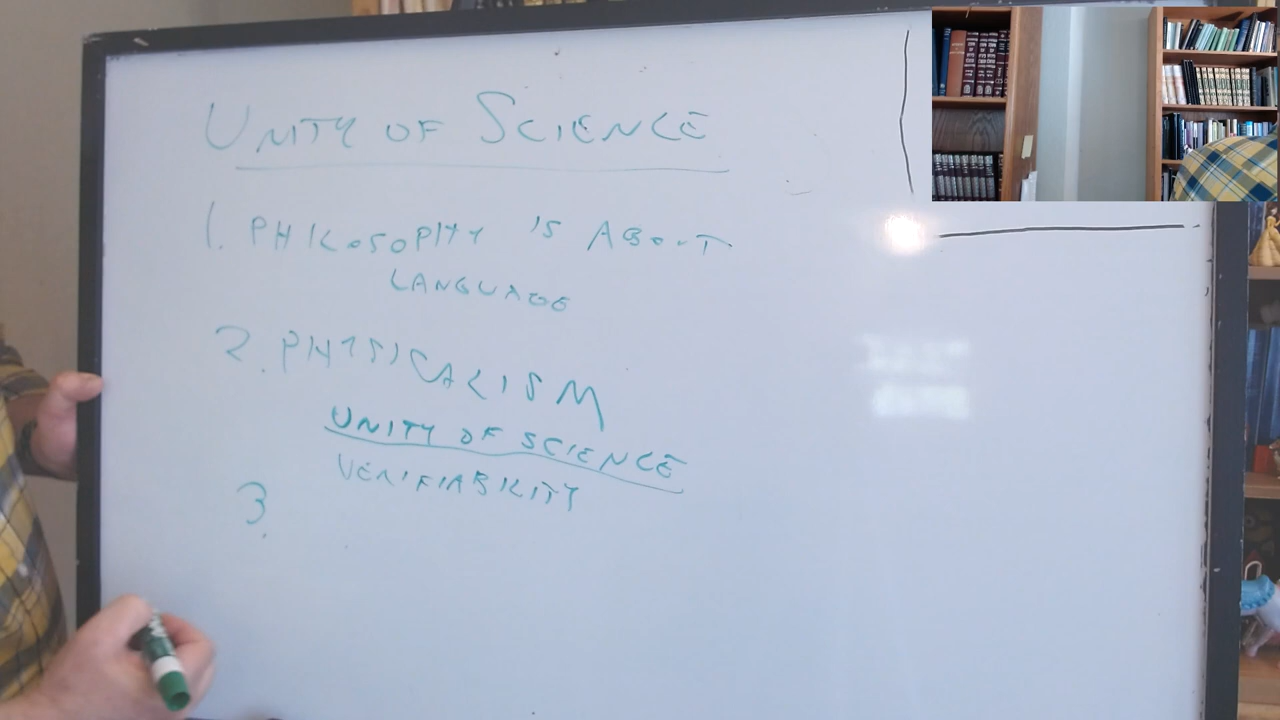 UNITY OF SCIENCE
1. PHILOSOPHY IS ABOUT
LANGUAGE
2. PHYSICALISM
UNITY OF SCIENCE
VERIFIABILITY
3.